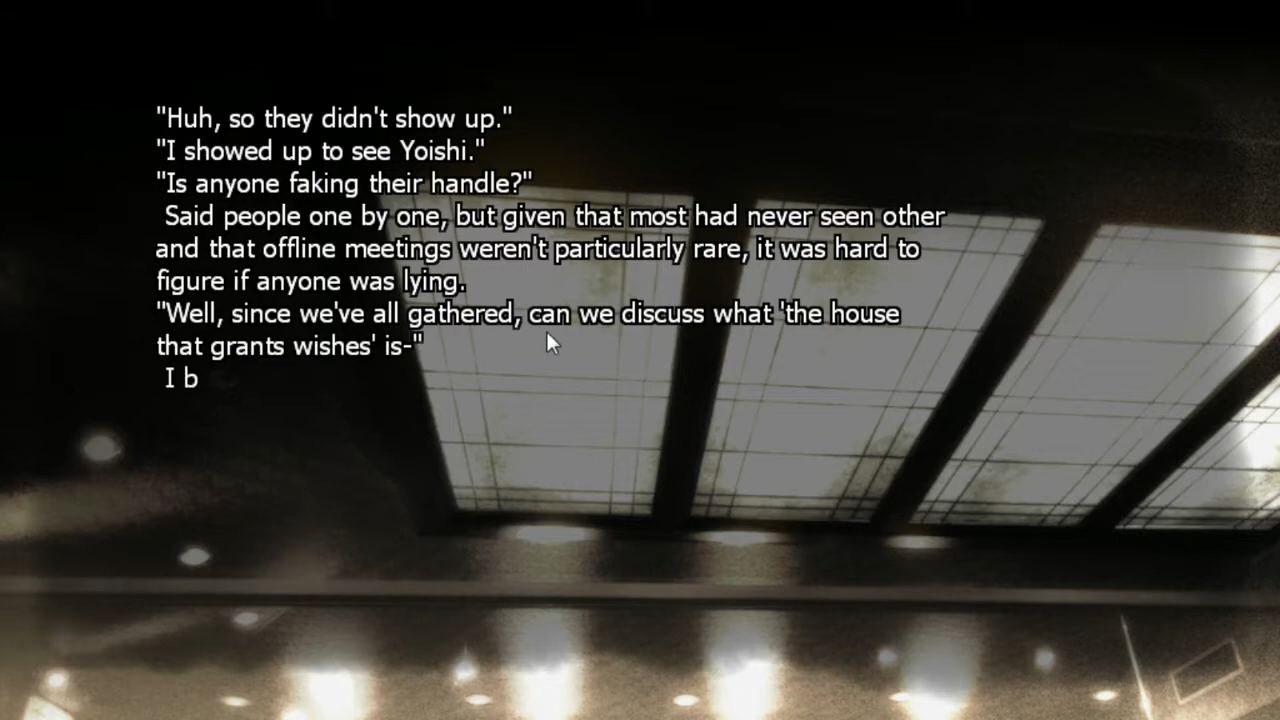 "Huh, so they didn't show up."
"I showed up to see Yoishi."
"Is anyone faking their handle?"
Said people one by one, but given that most had never seen other
and that offline meetings weren't particularly rare, it was hard to
figure if anyone was lying.
"Well, since we've all gathered, can we discuss what 'the house
that grants wishes' is-"
I b